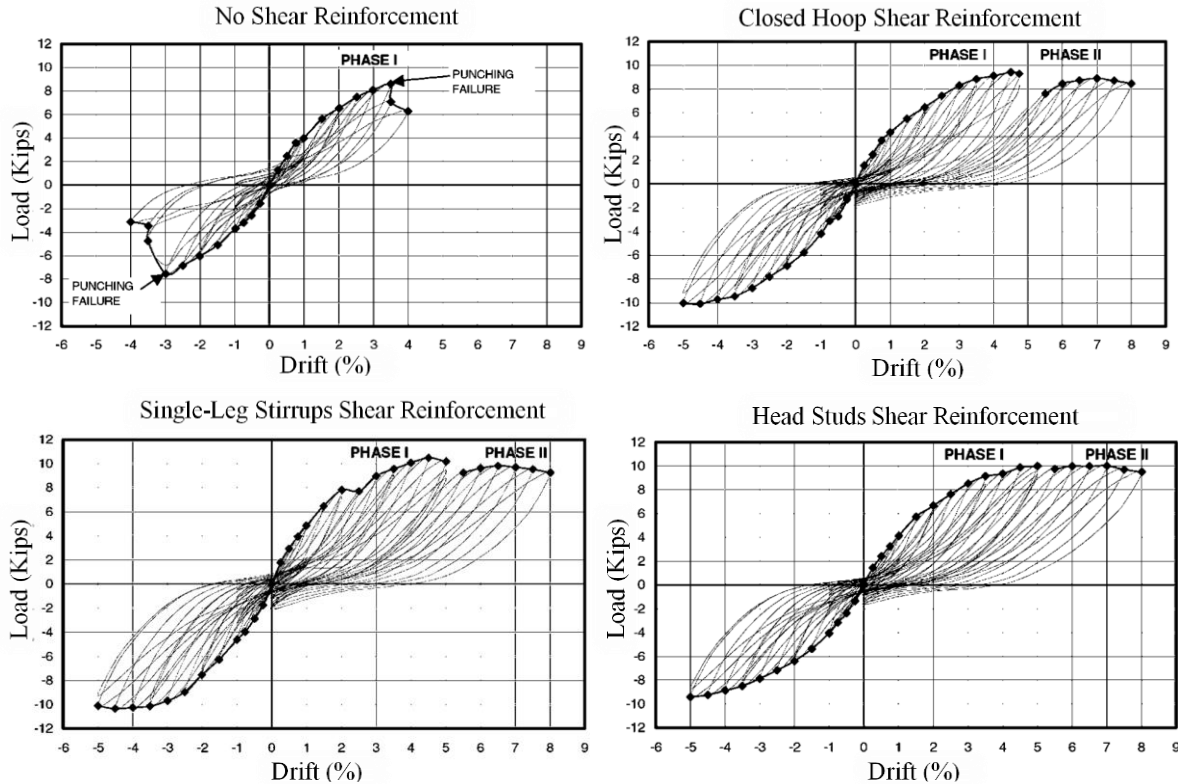 No Shear Reinforcement
12
10
8
6
4
2
0
-2
-4
-6
-8
-10
-12
Load (Kips)
PHASE I
PUNCHING
FAILURE
PUNCHING
FAILURE
-6 -5 -4 -3 -2 -1 0 1 2 3 4 5 6 7 8 9
Drift (%)
Closed Hoop Shear Reinforcement
12
10
8
6
4
2
0
-2
-4
-6
-8
-10
-12
Load (Kips)
PHASE I PHASE II
-6 -5 -4 -3 -2 -1 0 1 2 3 4 5 6 7 8 9
Drift (%)
Single-Leg Stirrups Shear Reinforcement
12
10
8
6
4
2
0
-2
-4
-6
-8
-10
-12
Load (Kips)
PHASE I PHASE II
-6 -5 -4 -3 -2 -1 0 1 2 3 4 5 6 7 8 9
Drift (%)
Head Studs Shear Reinforcement
12
10
8
6
4
2
0
-2
-4
-6
-8
-10
-12
Load (Kips)
PHASE I PHASE II
-6 -5 -4 -3 -2 -1 0 1 2 3 4 5 6 7 8 9
Drift (%)